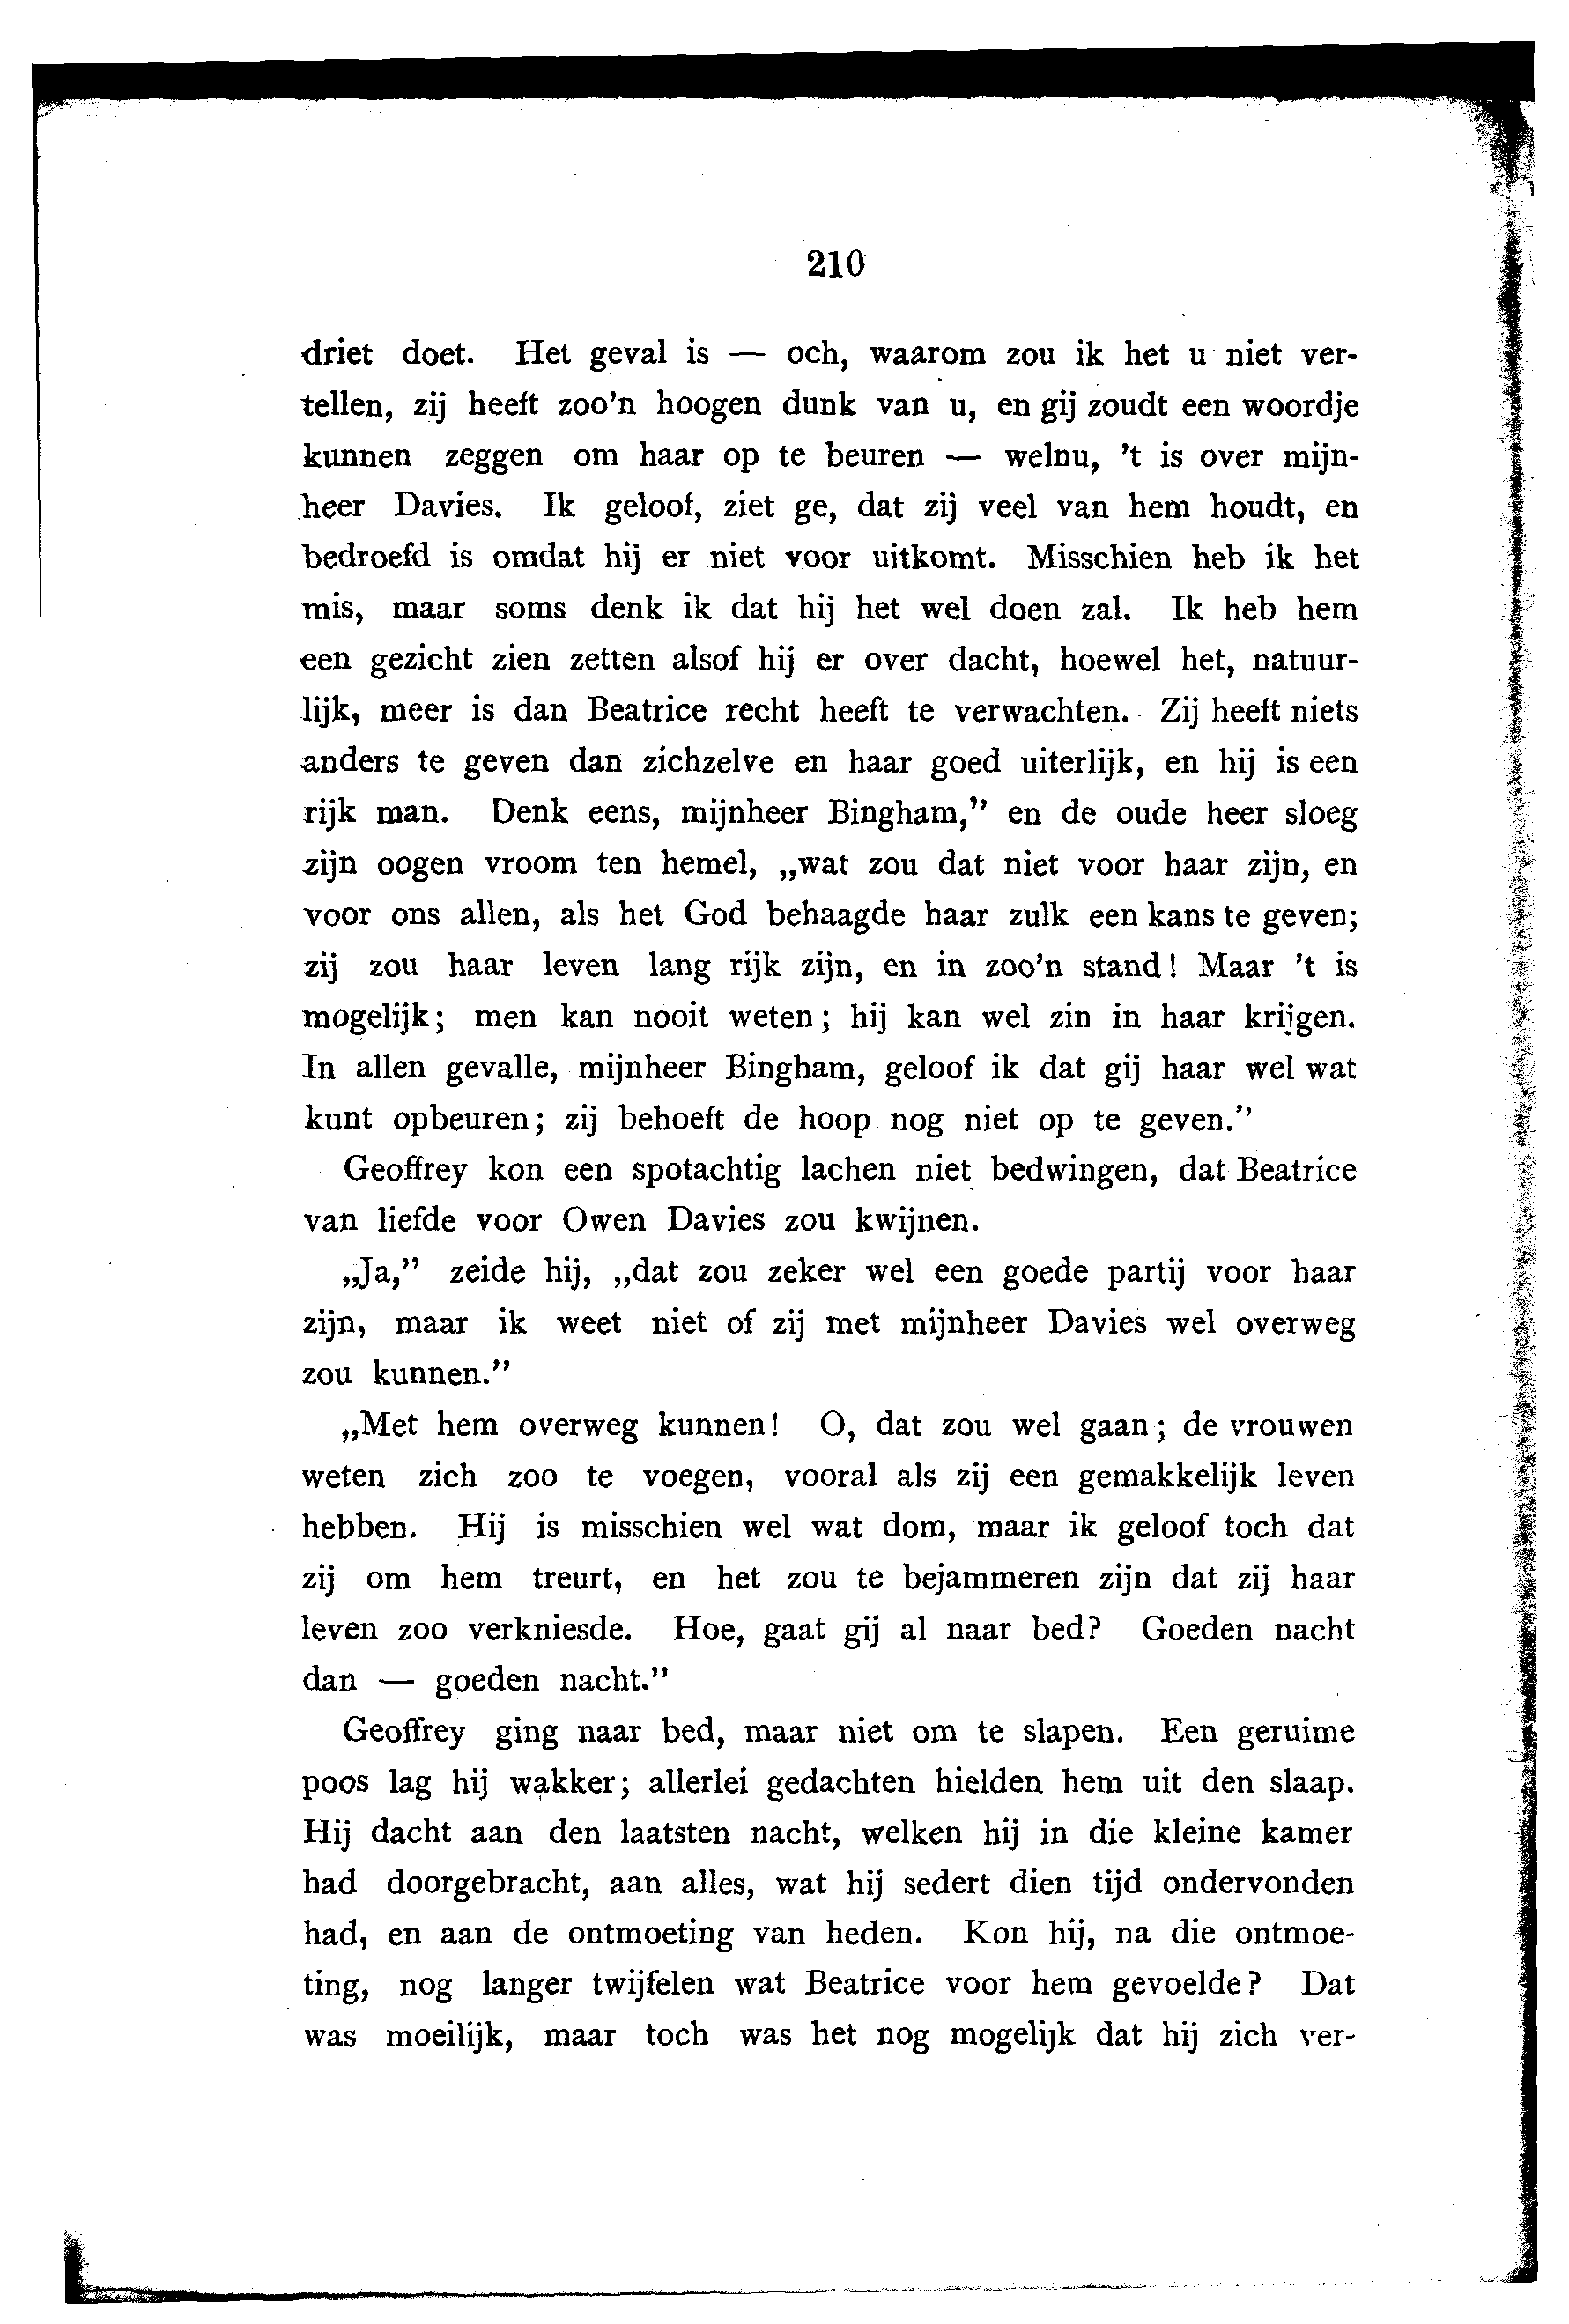 210
driet doet. Het geval is — och, waarom zou ik het u niet ver-
tellen, zij heeft zoo'n hoogen dunk van u, en gij zoudt een woordje
kunnen zeggen om haar op te beuren — welnu, 't is over mijn-
heer Davies. Ik geloof, ziet ge, dat zij veel van hem houdt, en
bedroefd is omdat hij er niet voor uitkomt. Misschien heb ik het
mis, maar soms denk ik dat hij het wel doen zal. Ik heb hem
een gezicht zien zetten alsof hij er over dacht, hoewel het, natuur-
lijk, meer is dan Beatrice recht heeft te verwachten. Zij heeft niets
anders te geven dan zichzelve en haar goed uiterlijk, en hij is een
rijk man. Denk eens, mijnheer Bingham,” en de oude heer sloeg
zijn oogen vroom ten hemel, „wat zou dat niet voor haar zijn, en
voor ons allen, als het God behaagde haar zulk een kans te geven;
zij zou haar leven lang rijk zijn, en in zoo'n stand! Maar 't is
mogelijk; men kan nooit weten; hij kan wel zin in haar krijgen.
In allen gevalle, mijnheer Bingham, geloof ik dat gij haar wel wat
kunt opbeuren; zij behoeft de hoop nog niet op te geven.”
Geoffrey kon een spotachtig lachen niet bedwingen, dat Beatrice
van liefde voor Owen Davies zou kwijnen.
„Ja,” zeide hij, „dat zou zeker wel een goede partij voor haar
zijn, maar ik weet niet of zij met mijnheer Davies wel overweg
zou kunnen.”
„Met hem overweg kunnen! O, dat zou wel gaan; de vrouwen
weten zich zoo te voegen, vooral als zij een gemakkelijk leven
hebben. Hij is misschien wel wat dom, maar ik geloof toch dat
zij om hem treurt, en het zou te bejammeren zijn dat zij haar
leven zoo verkniesde. Hoe, gaat gij al naar bed? Goeden nacht
dan — goeden nacht.”
Geoffrey ging naar bed, maar niet om te slapen. Een geruime
poos lag hij wakker; allerlei gedachten hielden hem uit den slaap.
Hij dacht aan den laatsten nacht, welken hij in die kleine kamer
had doorgebracht, aan alles, wat hij sedert dien tijd ondervonden
had, en aan de ontmoeting van heden. Kon hij, na die ontmoe-
ting, nog langer twijfelen wat Beatrice voor hem gevoelde? Dat
was moeilijk, maar toch was het nog mogelijk dat hij zich ver-